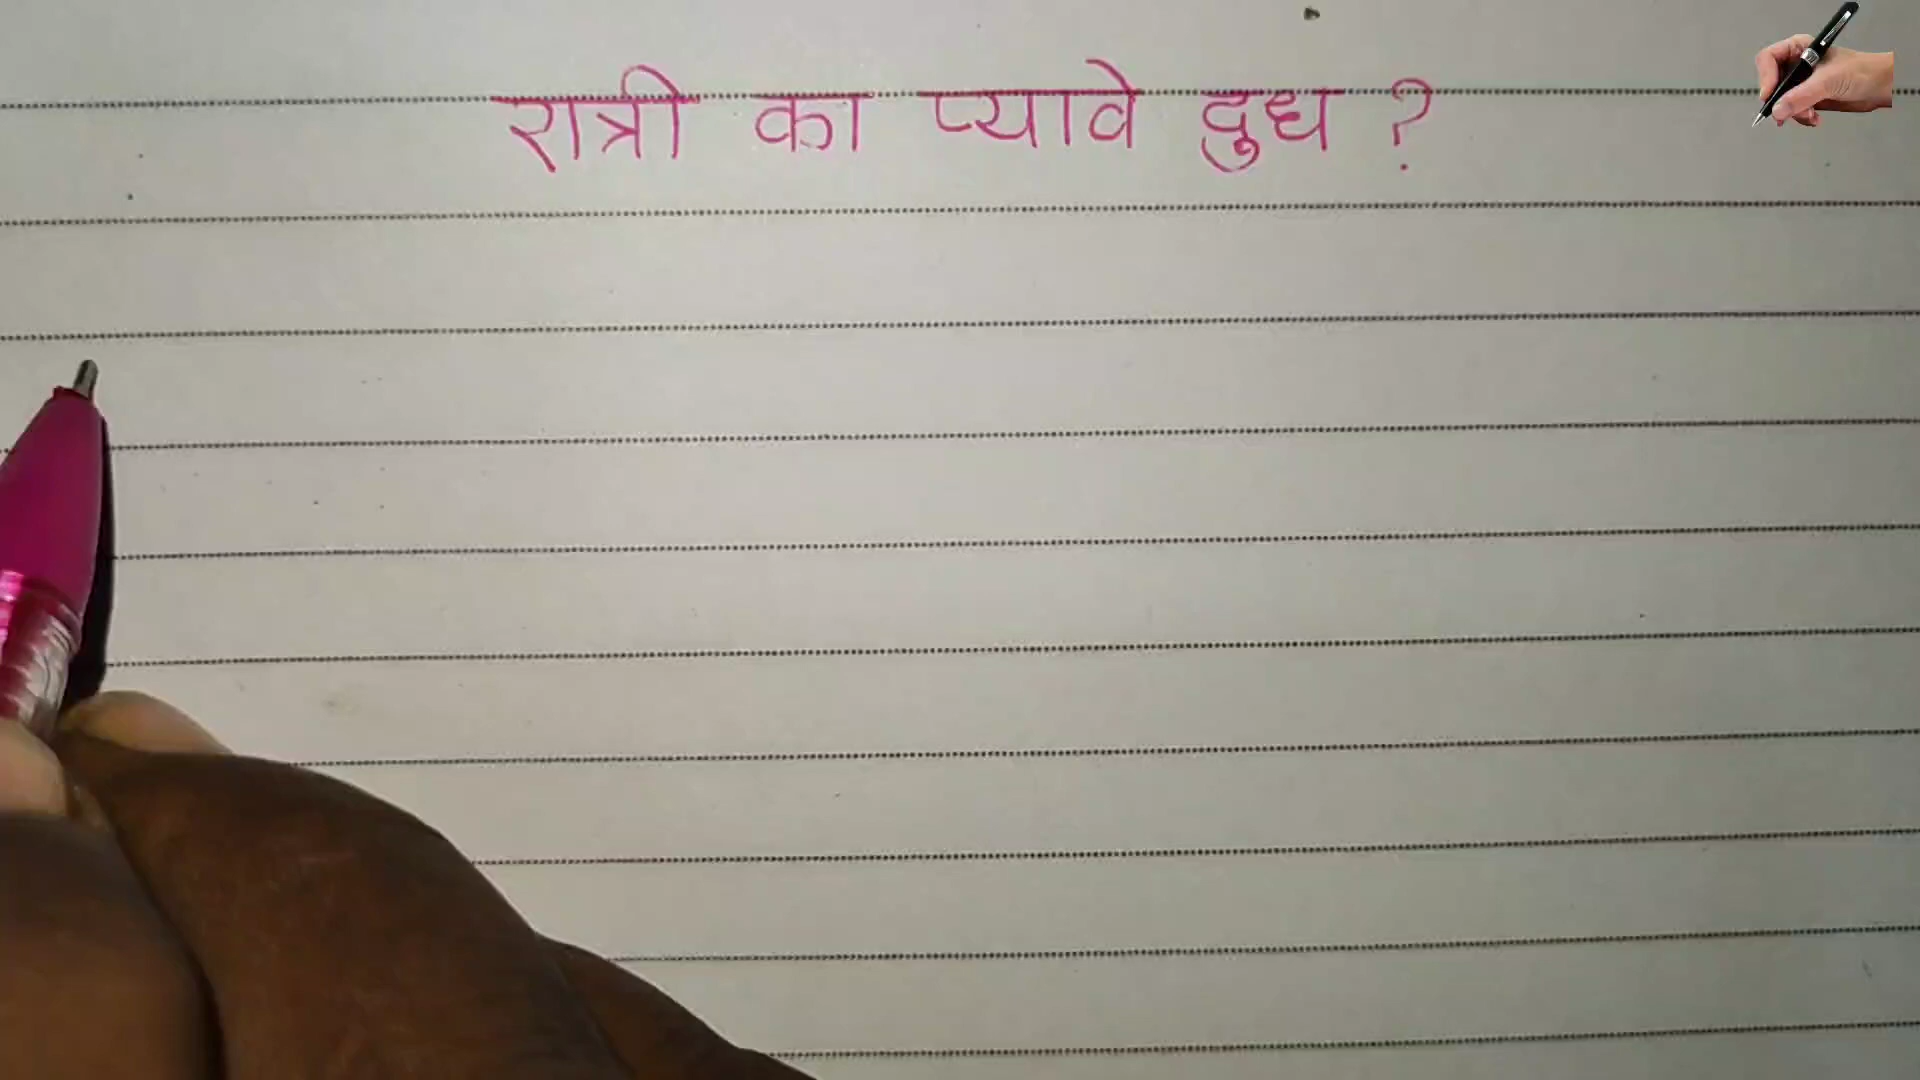 रात्री का प्यावे दुध ?